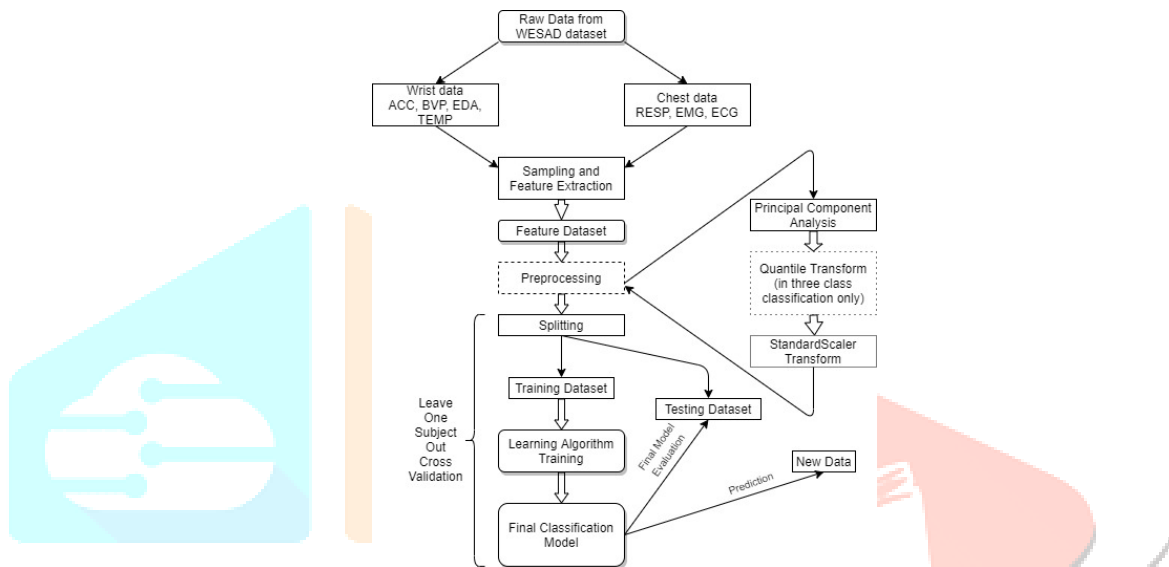 Raw Data from
WESAD dataset
Wrist data
ACC, BVP, EDA,
TEMP
Chest data
RESP, EMG, ECG
Sampling and
Feature Extraction
Feature Dataset
Preprocessing
Principal Component
Analysis
Quantile Transform
(in three class
classification only)
StandardScaler
Transform
Splitting
Leave
One
Subject
Out
Cross
Validation
Training Dataset
Testing Dataset
Learning Algorithm
Training
Final Model
Evaluation
New Data
Prediction
Final Classification
Model